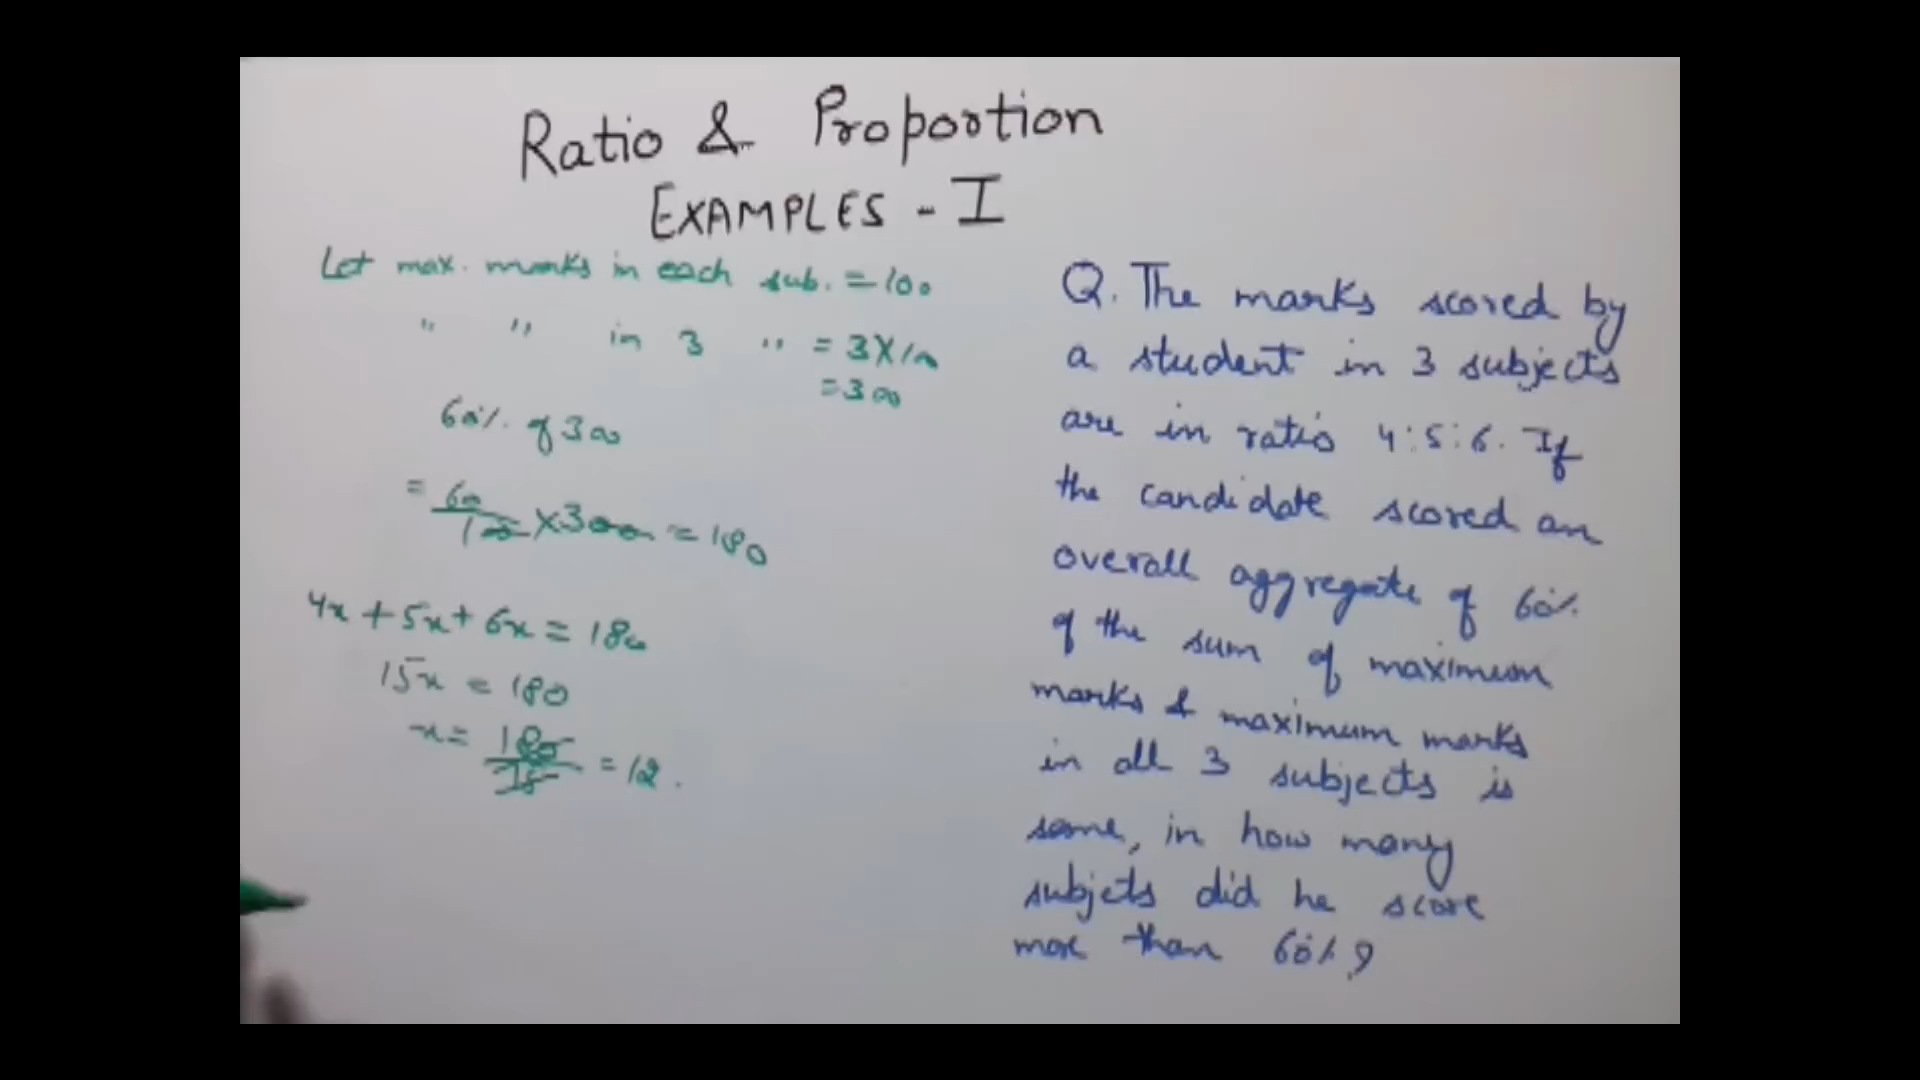 Ratio & Proportion
EXAMPLES - I
Let max. marks in each sub. = 100
" " in 3 " = 3X100
= 300
60% of 300
= 60/100 X 300 = 180
4x + 5x + 6x = 180
15x = 180
x = 180/15 = 12.
Q. The marks scored by
a student in 3 subjects
are in ratio 4:5:6. If
the candidate scored an
overall aggregate of 60%
of the sum of maximum
marks & maximum marks
in all 3 subjects is
same, in how many
subjets did he score
more than 60%?